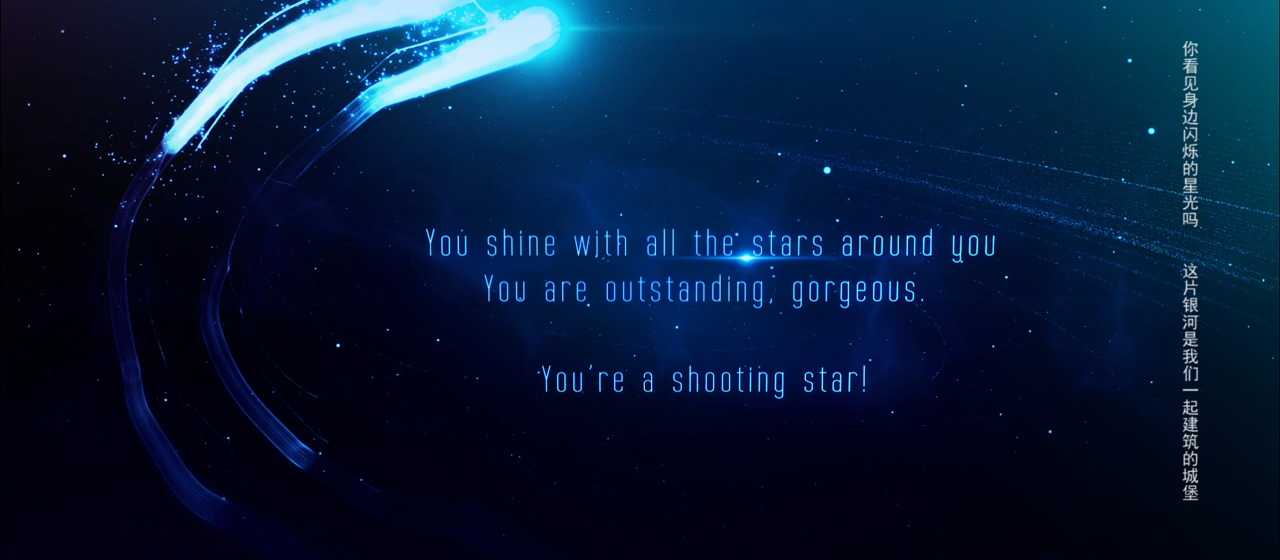 You shine with all the stars around you
You are outstanding, gorgeous.
You're a shooting star!
你看见身边闪烁的星光吗
这片银河是我们一起建筑的城堡